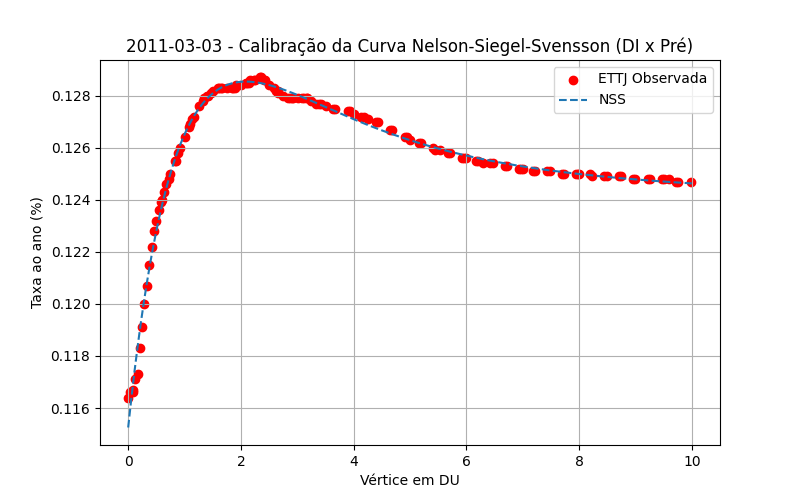 2011-03-03 - Calibração da Curva Nelson-Siegel-Svensson (DI x Pré)
ETTJ Observada
NSS
Taxa ao ano (%)
0.128
0.126
0.124
0.122
0.120
0.118
0.116
0 2 4 6 8 10
Vértice em DU